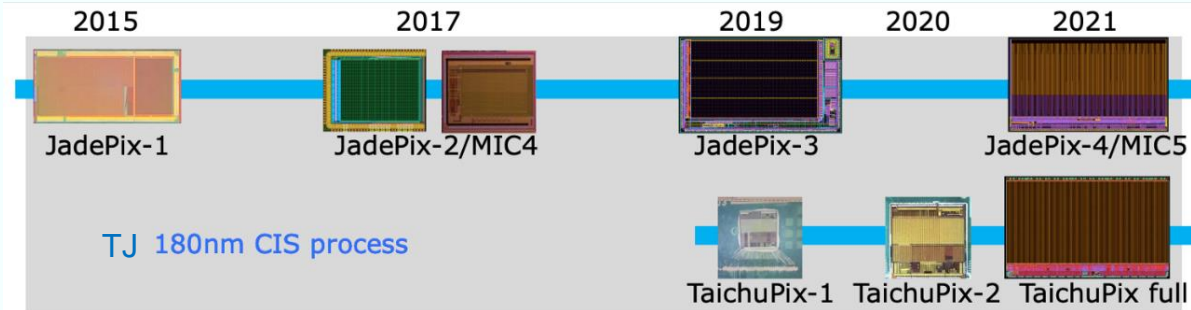 2015 2017 2019 2020 2021
JadePix-1 JadePix-2/MIC4 JadePix-3 JadePix-4/MIC5
TJ 180nm CIS process
TaichuPix-1 TaichuPix-2 TaichuPix full